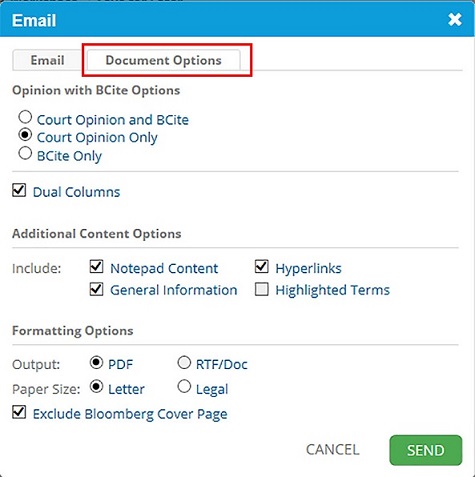 Email
Email Document Options
Opinion with BCite Options
Court Opinion and BCite
Court Opinion Only
BCite Only
Dual Columns
Additional Content Options
Include: Notepad Content Hyperlinks
General Information Highlighted Terms
Formatting Options
Output: PDF RTF/Doc
Paper Size: Letter Legal
Exclude Bloomberg Cover Page
CANCEL SEND